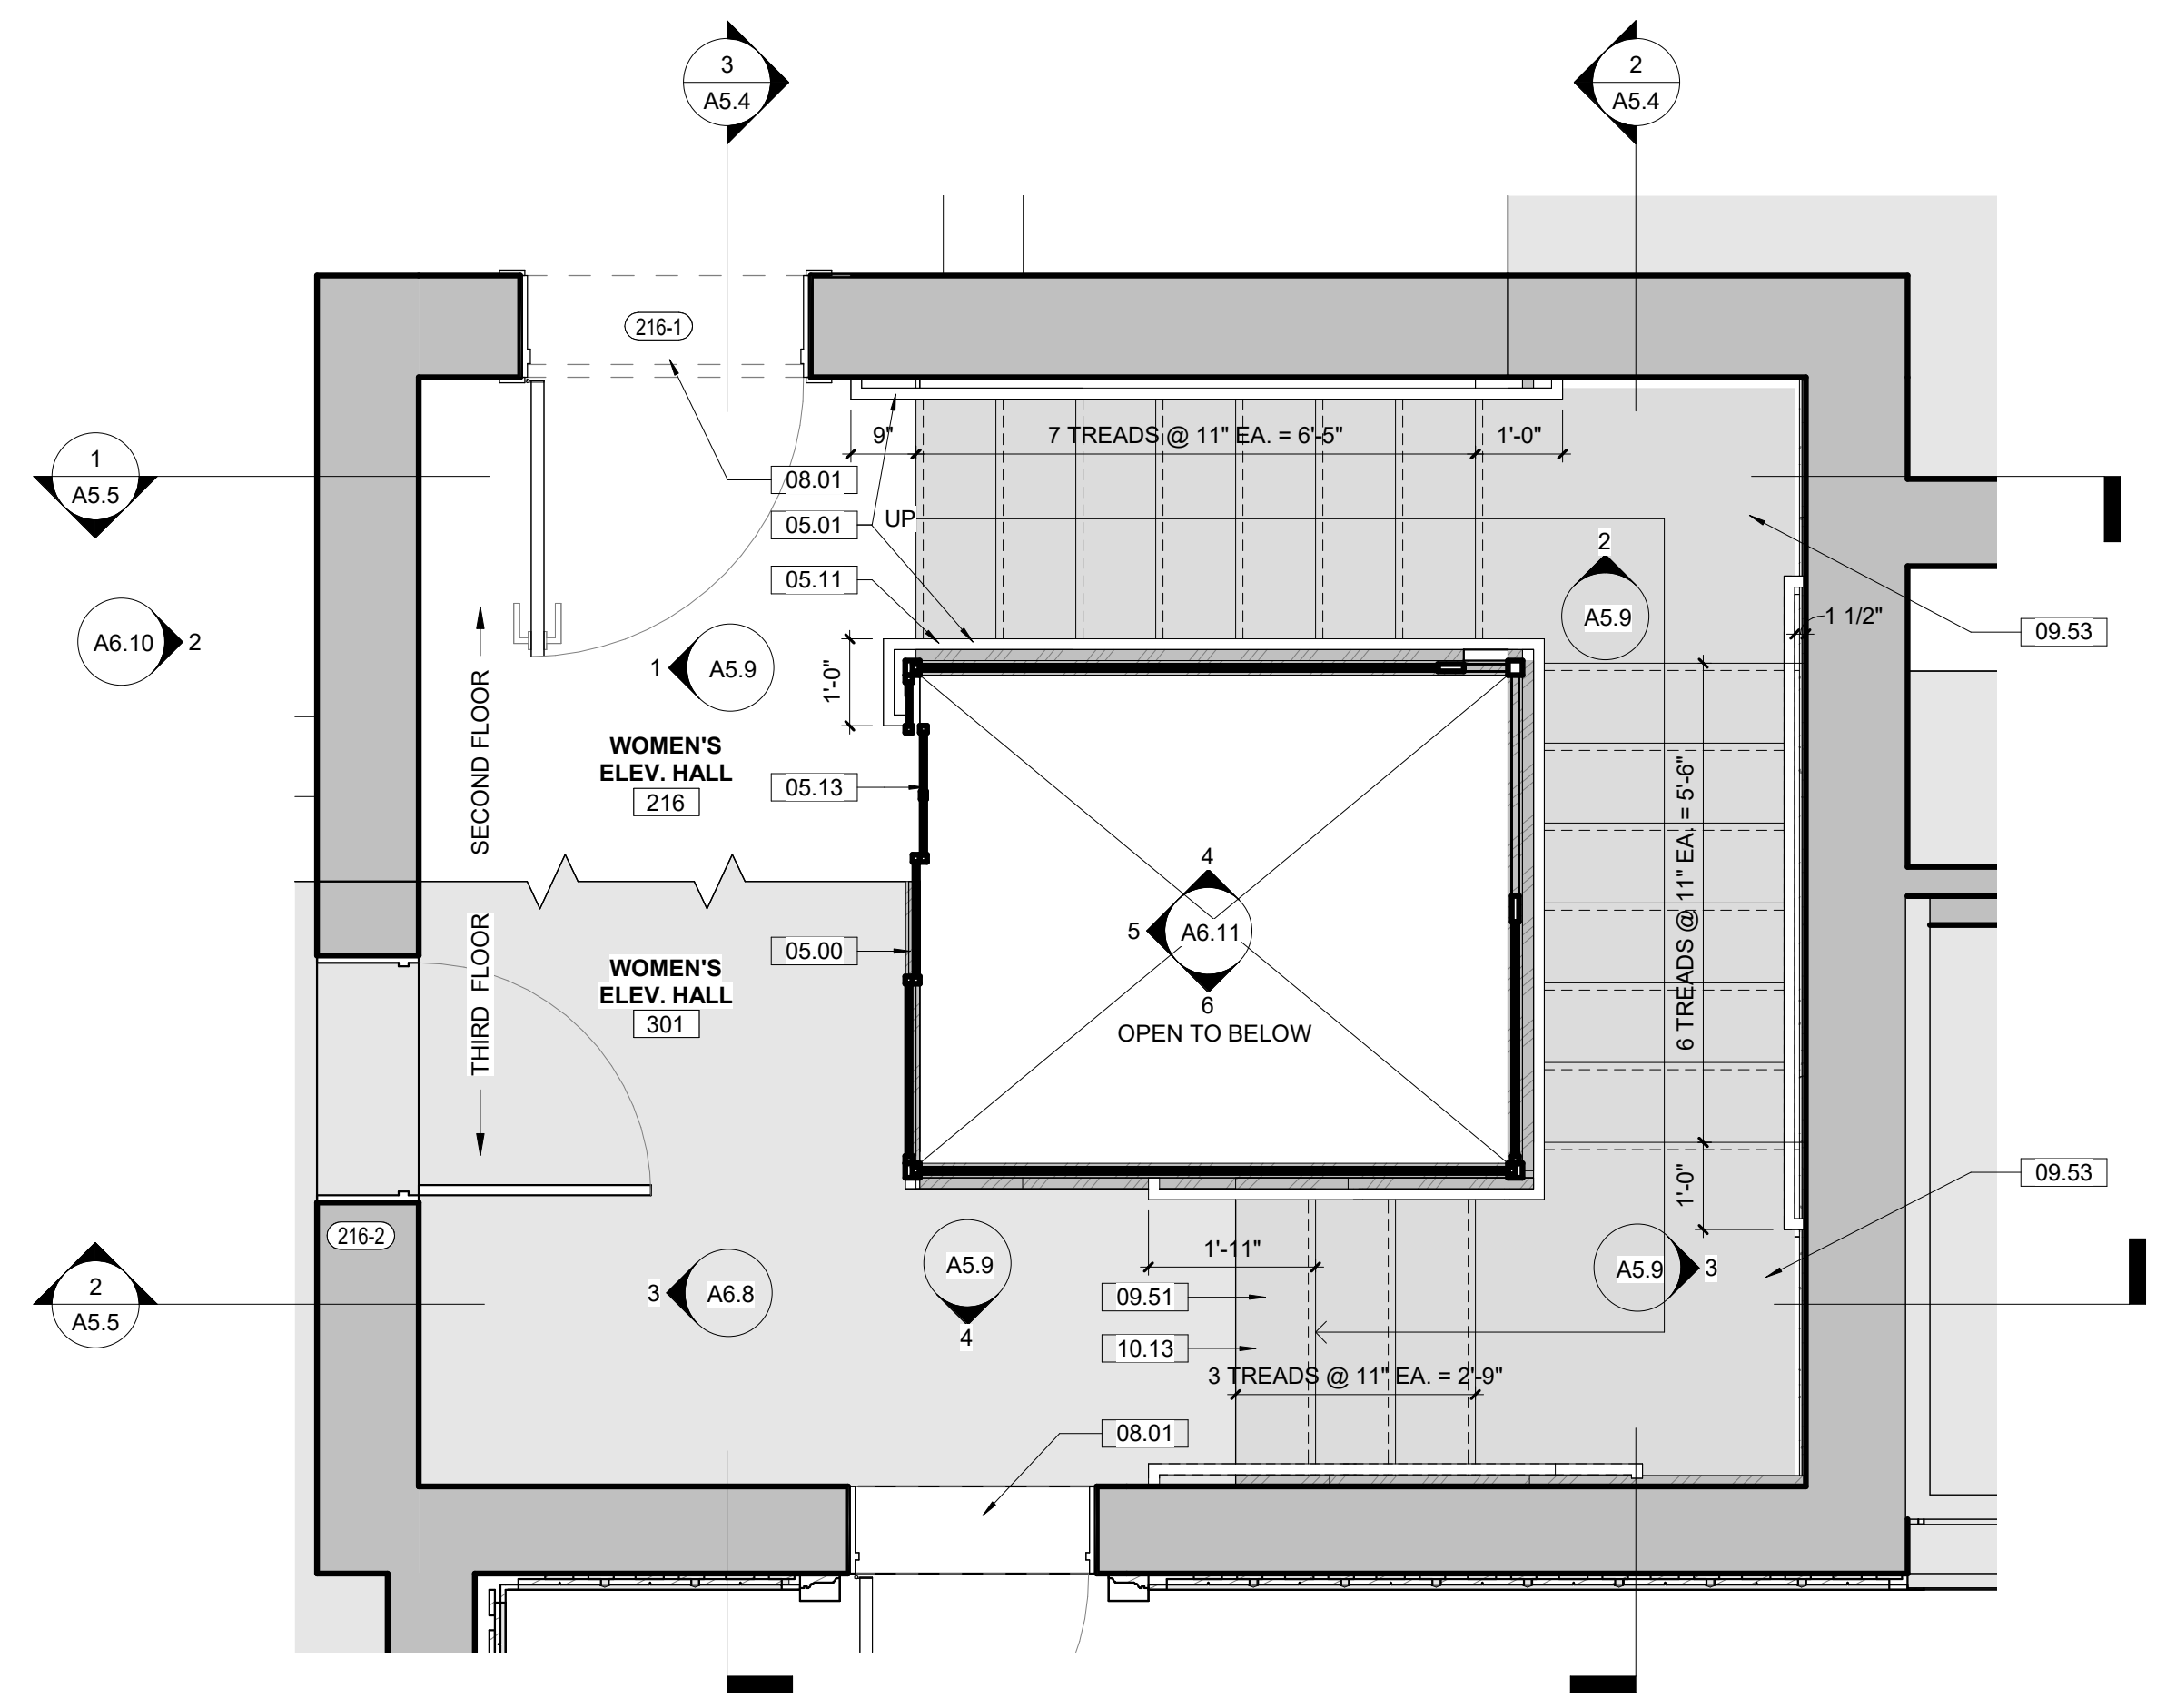 3
A5.4
2
A5.4
216-1
9"
7 TREADS @ 11" EA. = 6'-5"
1'-0"
1
A5.5
08.01
05.01
UP
05.11
2
A5.9
1 1/2"
09.53
A6.10
2
1
A5.9
1'-0"
SECOND FLOOR
WOMEN'S
ELEV. HALL
216
05.13
6 TREADS @ 11" EA. = 5'-6"
4
5
A6.11
6
OPEN TO BELOW
05.00
THIRD FLOOR
WOMEN'S
ELEV. HALL
301
09.53
1'-0"
216-2
1'-11"
A5.9
4
A5.9
3
2
A5.5
3
A6.8
09.51
10.13
3 TREADS @ 11" EA. = 2'-9"
08.01